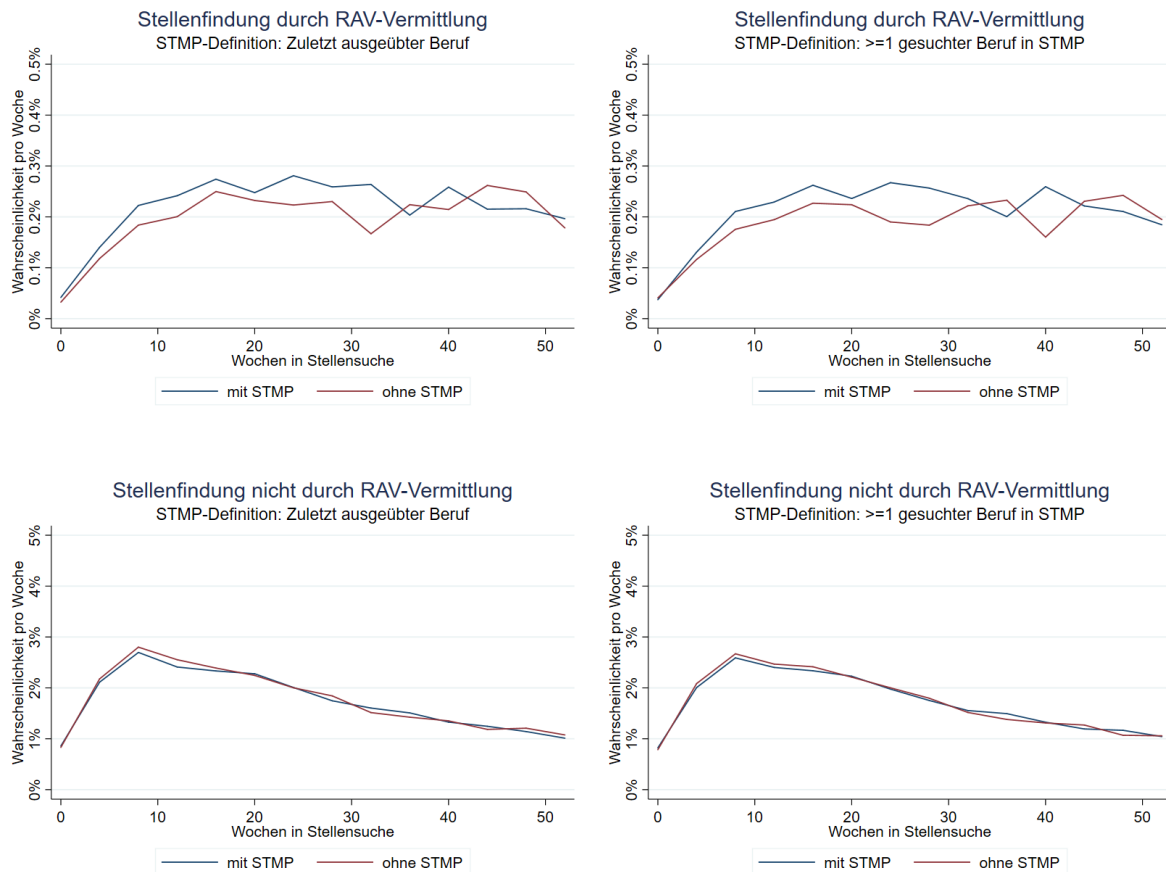 Stellenfindung durch RAV-Vermittlung
STMP-Definition: Zuletzt ausgeübter Beruf
Wahrscheinlichkeit pro Woche
0.5%
0.4%
0.3%
0.2%
0.1%
0%
0 10 20 30 40 50
Wochen in Stellensuche
mit STMP ohne STMP
Stellenfindung durch RAV-Vermittlung
STMP-Definition: >=1 gesuchter Beruf in STMP
Wahrscheinlichkeit pro Woche
0.5%
0.4%
0.3%
0.2%
0.1%
0%
0 10 20 30 40 50
Wochen in Stellensuche
mit STMP ohne STMP
Stellenfindung nicht durch RAV-Vermittlung
STMP-Definition: Zuletzt ausgeübter Beruf
Wahrscheinlichkeit pro Woche
5%
4%
3%
2%
1%
0%
0 10 20 30 40 50
Wochen in Stellensuche
mit STMP ohne STMP
Stellenfindung nicht durch RAV-Vermittlung
STMP-Definition: >=1 gesuchter Beruf in STMP
Wahrscheinlichkeit pro Woche
5%
4%
3%
2%
1%
0%
0 10 20 30 40 50
Wochen in Stellensuche
mit STMP ohne STMP